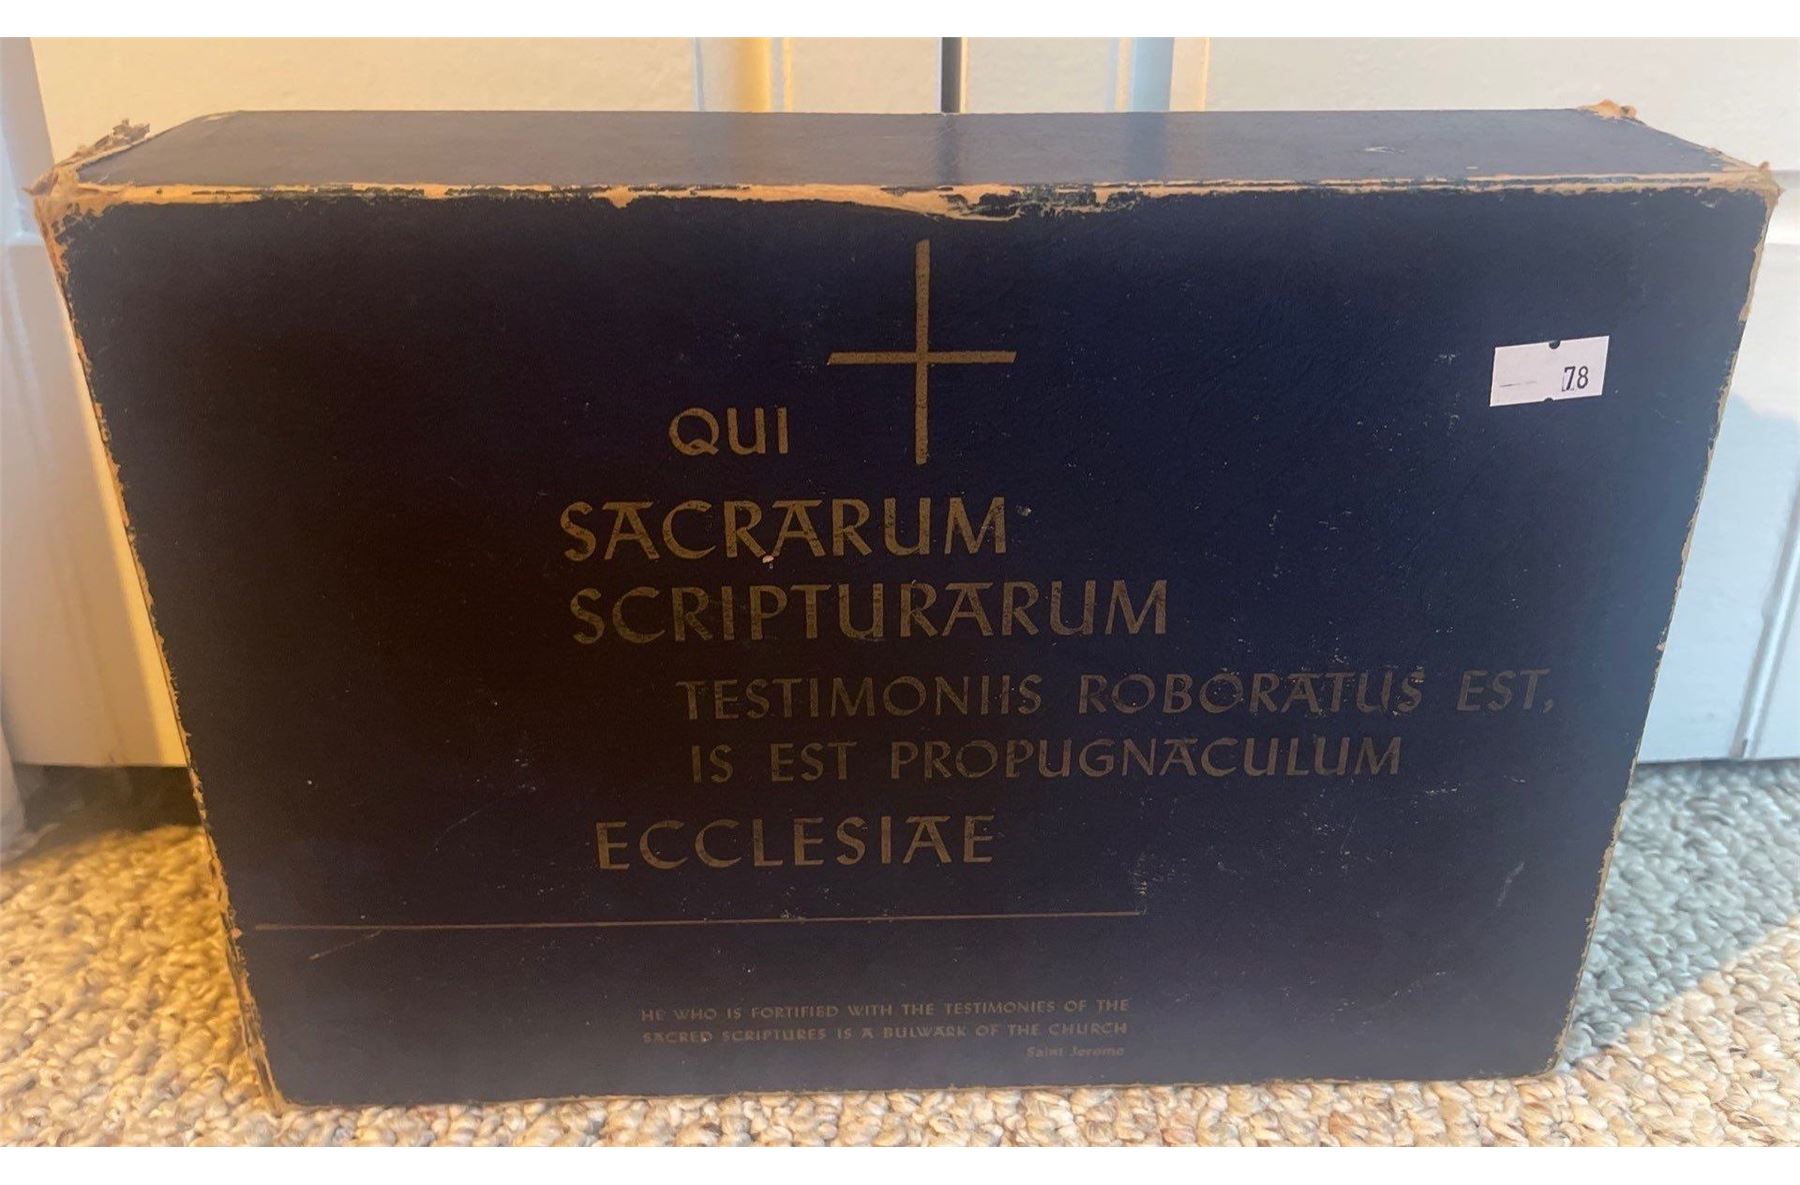 QUI
SACRARUM
SCRIPTURARUM
TESTIMONIIS ROBORATUS EST,
IS EST PROPUGNACULUM
ECCLESIAE
HE WHO IS FORTIFIED WITH THE TESTIMONIES OF THE
SACRED SCRIPTURES IS A BULWARK OF THE CHURCH
Saint Jerome
78